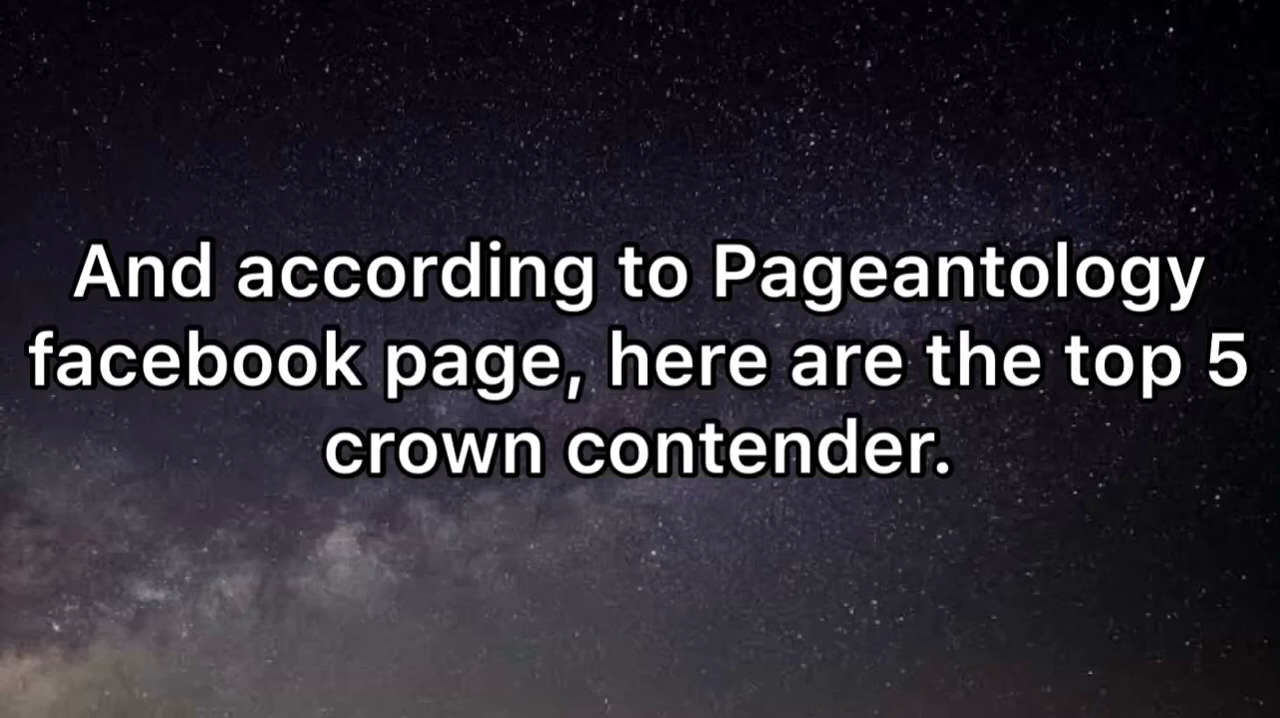 And according to Pageantology
facebook page, here are the top 5
crown contender.